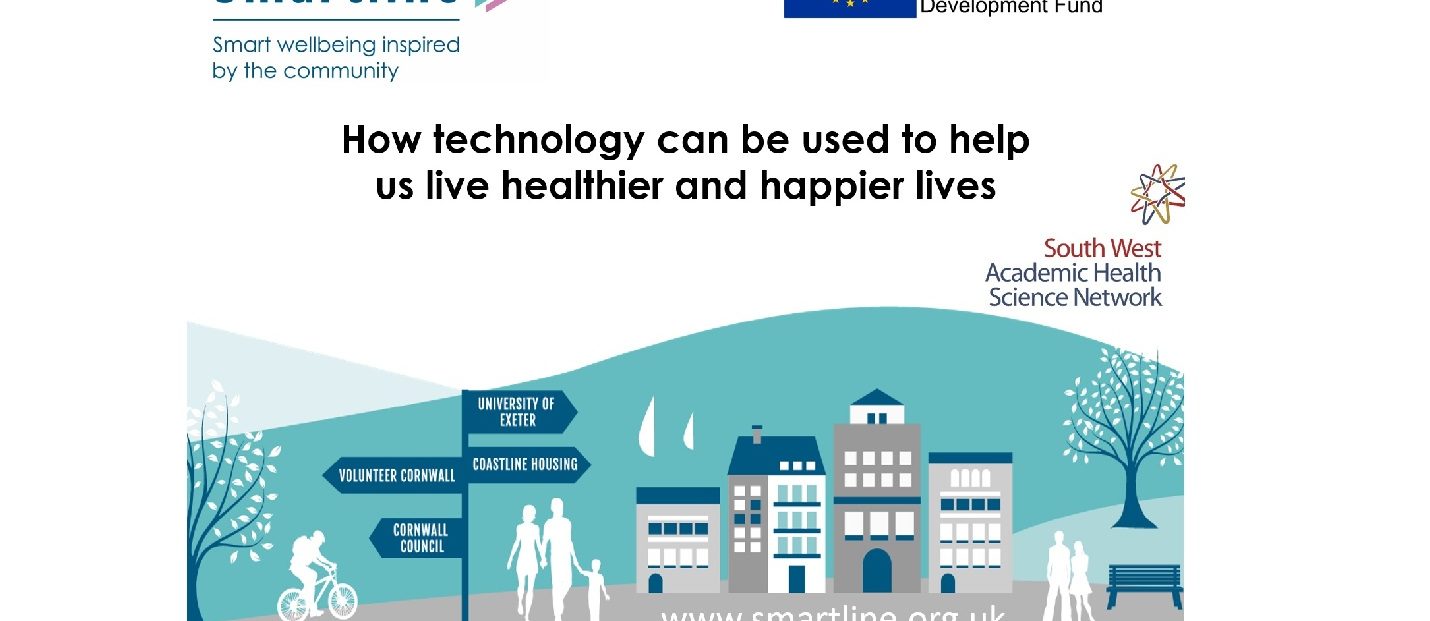 Development Fund
Smart wellbeing inspired
by the community
How technology can be used to help
us live healthier and happier lives
South West
Academic Health
Science Network
UNIVERSITY OF
EXETER
COASTLINE HOUSING
VOLUNTEER CORNWALL
CORNWALL
COUNCIL
www.smartline.org.uk